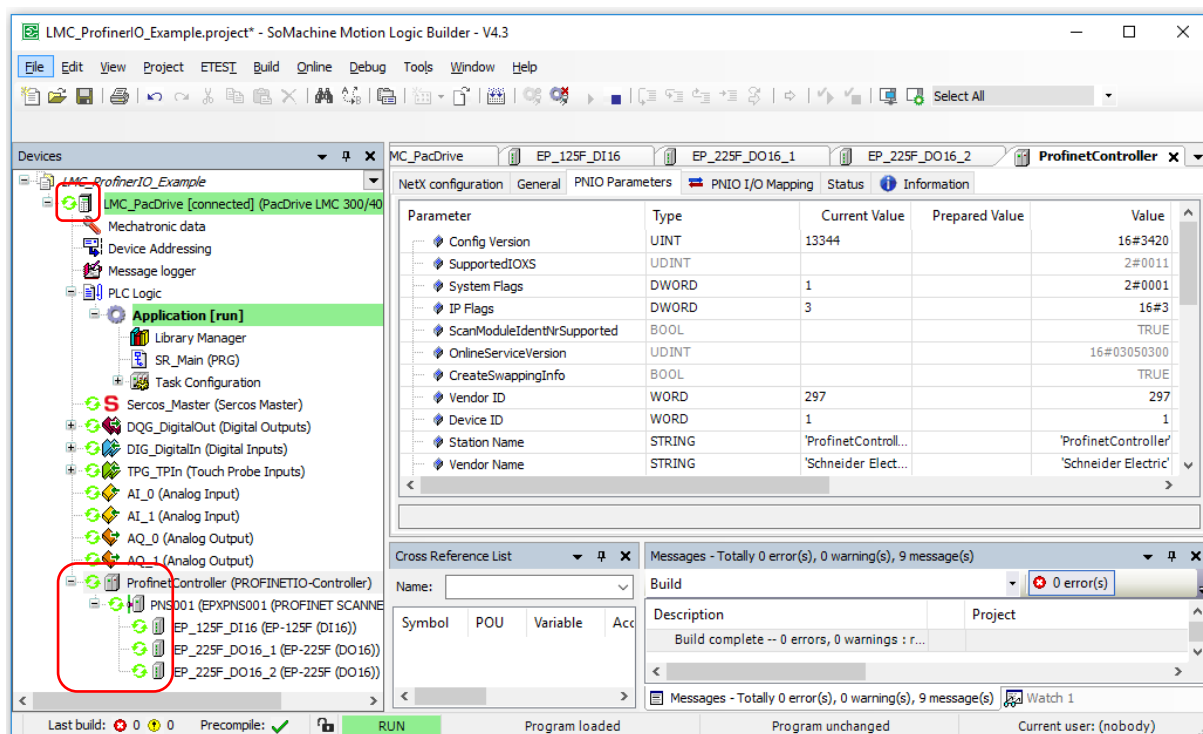 LMC_ProfinerIO_Example.project* - SoMachine Motion Logic Builder - V4.3
File Edit View Project ETEST Build Online Debug Tools Window Help
Select All
Devices
LMC_ProfinerIO_Example
LMC_PacDrive [connected] (PacDrive LMC 300/40
Mechatronic data
Device Addressing
Message logger
PLC Logic
Application [run]
Library Manager
SR_Main (PRG)
Task Configuration
Sercos_Master (Sercos Master)
DQG_DigitalOut (Digital Outputs)
DIG_DigitalIn (Digital Inputs)
TPG_TPIn (Touch Probe Inputs)
AI_0 (Analog Input)
AI_1 (Analog Input)
AQ_0 (Analog Output)
AQ_1 (Analog Output)
ProfinetController (PROFINETIO-Controller)
PNS001 (EPXPNS001 (PROFINET SCANNE
EP_125F_DI16 (EP-125F (DI16))
EP_225F_DO16_1 (EP-225F (DO16))
EP_225F_DO16_2 (EP-225F (DO16))
MC_PacDrive EP_125F_DI16 EP_225F_DO16_1 EP_225F_DO16_2 ProfinetController
NetX configuration General PNIO Parameters PNIO I/O Mapping Status Information
Parameter Type Current Value Prepared Value Value
Config Version UINT 13344 16#3420
SupportedIOXS UDINT 2#0011
System Flags DWORD 1 2#0001
IP Flags DWORD 3 16#3
ScanModuleIdentNrSupported BOOL TRUE
OnlineServiceVersion UDINT 16#03050300
CreateSwappingInfo BOOL TRUE
Vendor ID WORD 297 297
Device ID WORD 1 1
Station Name STRING 'ProfinetControll... 'ProfinetController'
Vendor Name STRING 'Schneider Elect... 'Schneider Electric'
Cross Reference List
Name:
Symbol POU Variable Acc
Messages - Totally 0 error(s), 0 warning(s), 9 message(s)
Build 0 error(s)
Description Project
Build complete -- 0 errors, 0 warnings : r...
Messages - Totally 0 error(s), 0 warning(s), 9 message(s) Watch 1
Last build: 0 0 Precompile: RUN Program loaded Program unchanged Current user: (nobody)